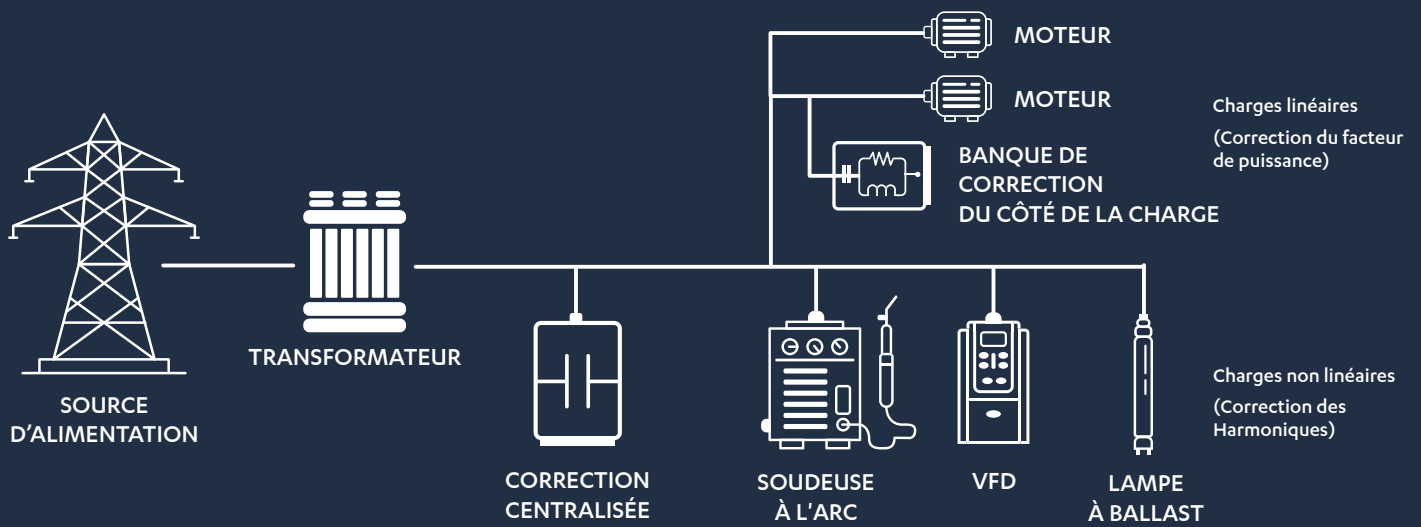 MOTEUR
MOTEUR
Charges linéaires
(Correction du facteur
de puissance)
BANQUE DE
CORRECTION
DU CÔTÉ DE LA CHARGE
TRANSFORMATEUR
SOURCE
D'ALIMENTATION
Charges non linéaires
(Correction des
Harmoniques)
CORRECTION
CENTRALISÉE
SOUDEUSE
À L'ARC
VFD
LAMPE
À BALLAST